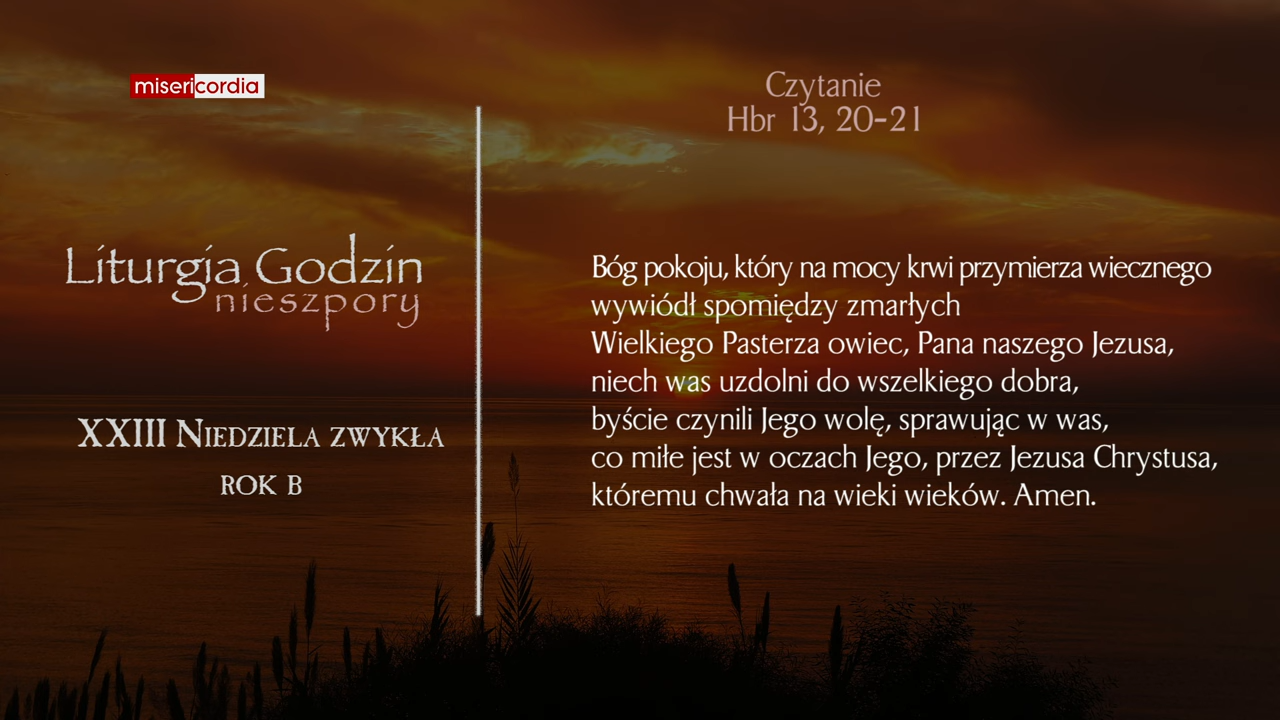 misericordia
Liturgia Godzin
nieszpory
XXIII Niedziela zwykła
rok B
Czytanie
Hbr 13, 20-21
Bóg pokoju, który na mocy krwi przymierza wiecznego
wywiódł spomiędzy zmarłych
Wielkiego Pasterza owiec, Pana naszego Jezusa,
niech was uzdolni do wszelkiego dobra,
byście czynili Jego wolę, sprawując w was,
co miłe jest w oczach Jego, przez Jezusa Chrystusa,
któremu chwała na wieki wieków. Amen.